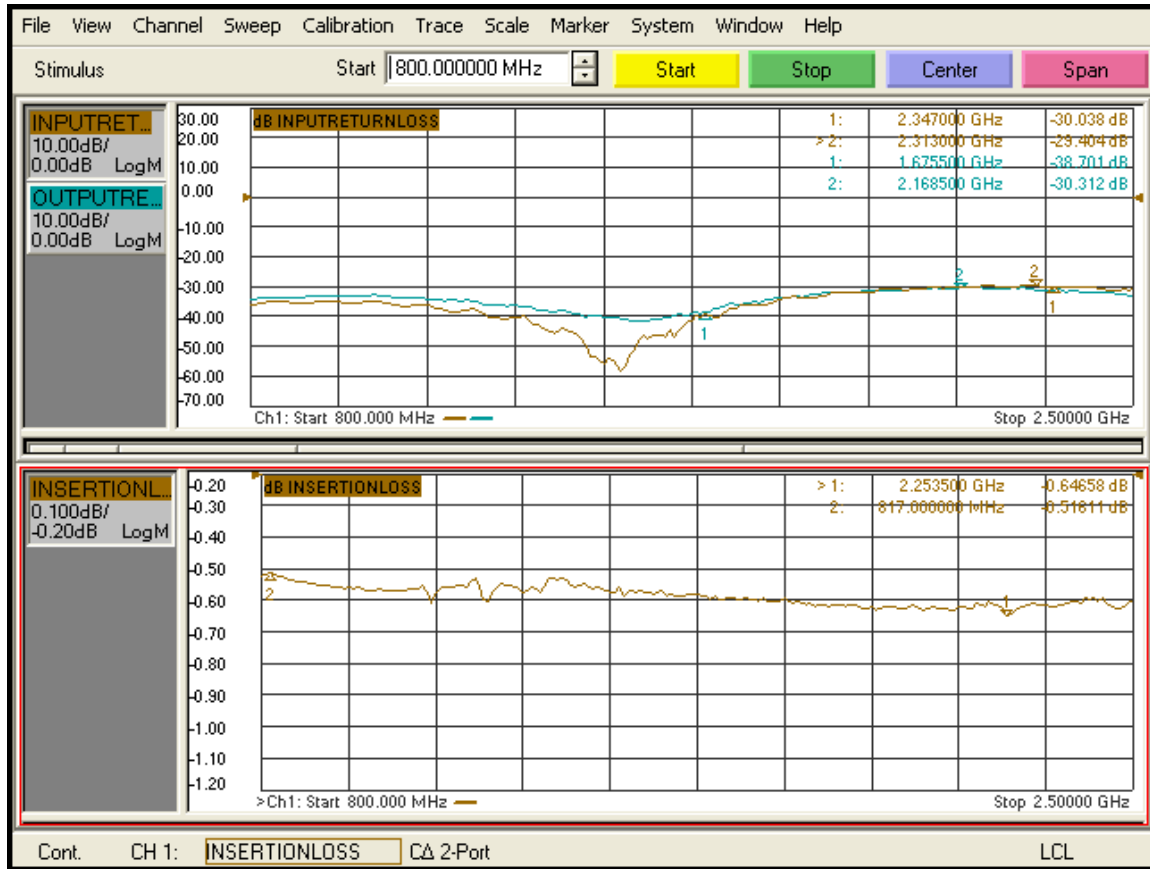 File View Channel Sweep Calibration Trace Scale Marker System Window Help
Stimulus Start 800.000000 MHz Start Stop Center Span
INPUTRET...
10.00dB/
0.00dB LogM
OUTPUTRE...
10.00dB/
0.00dB LogM
30.00
20.00
10.00
0.00
-10.00
-20.00
-30.00
-40.00
-50.00
-60.00
-70.00
dB INPUTRETURNLOSS
1: 2.347000 GHz -30.038 dB
> 2: 2.313000 GHz -29.404 dB
1: 1.675500 GHz -38.701 dB
2: 2.168500 GHz -30.312 dB
2
2
1
1
Ch1: Start 800.000 MHz
Stop 2.50000 GHz
INSERTIONL...
0.100dB/
-0.20dB LogM
-0.20
-0.30
-0.40
-0.50
-0.60
-0.70
-0.80
-0.90
-1.00
-1.10
-1.20
dB INSERTIONLOSS
> 1: 2.253500 GHz -0.64658 dB
2: 817.000000 MHz -0.51611 dB
2
1
>Ch1: Start 800.000 MHz
Stop 2.50000 GHz
Cont. CH 1: INSERTIONLOSS CΔ 2-Port LCL